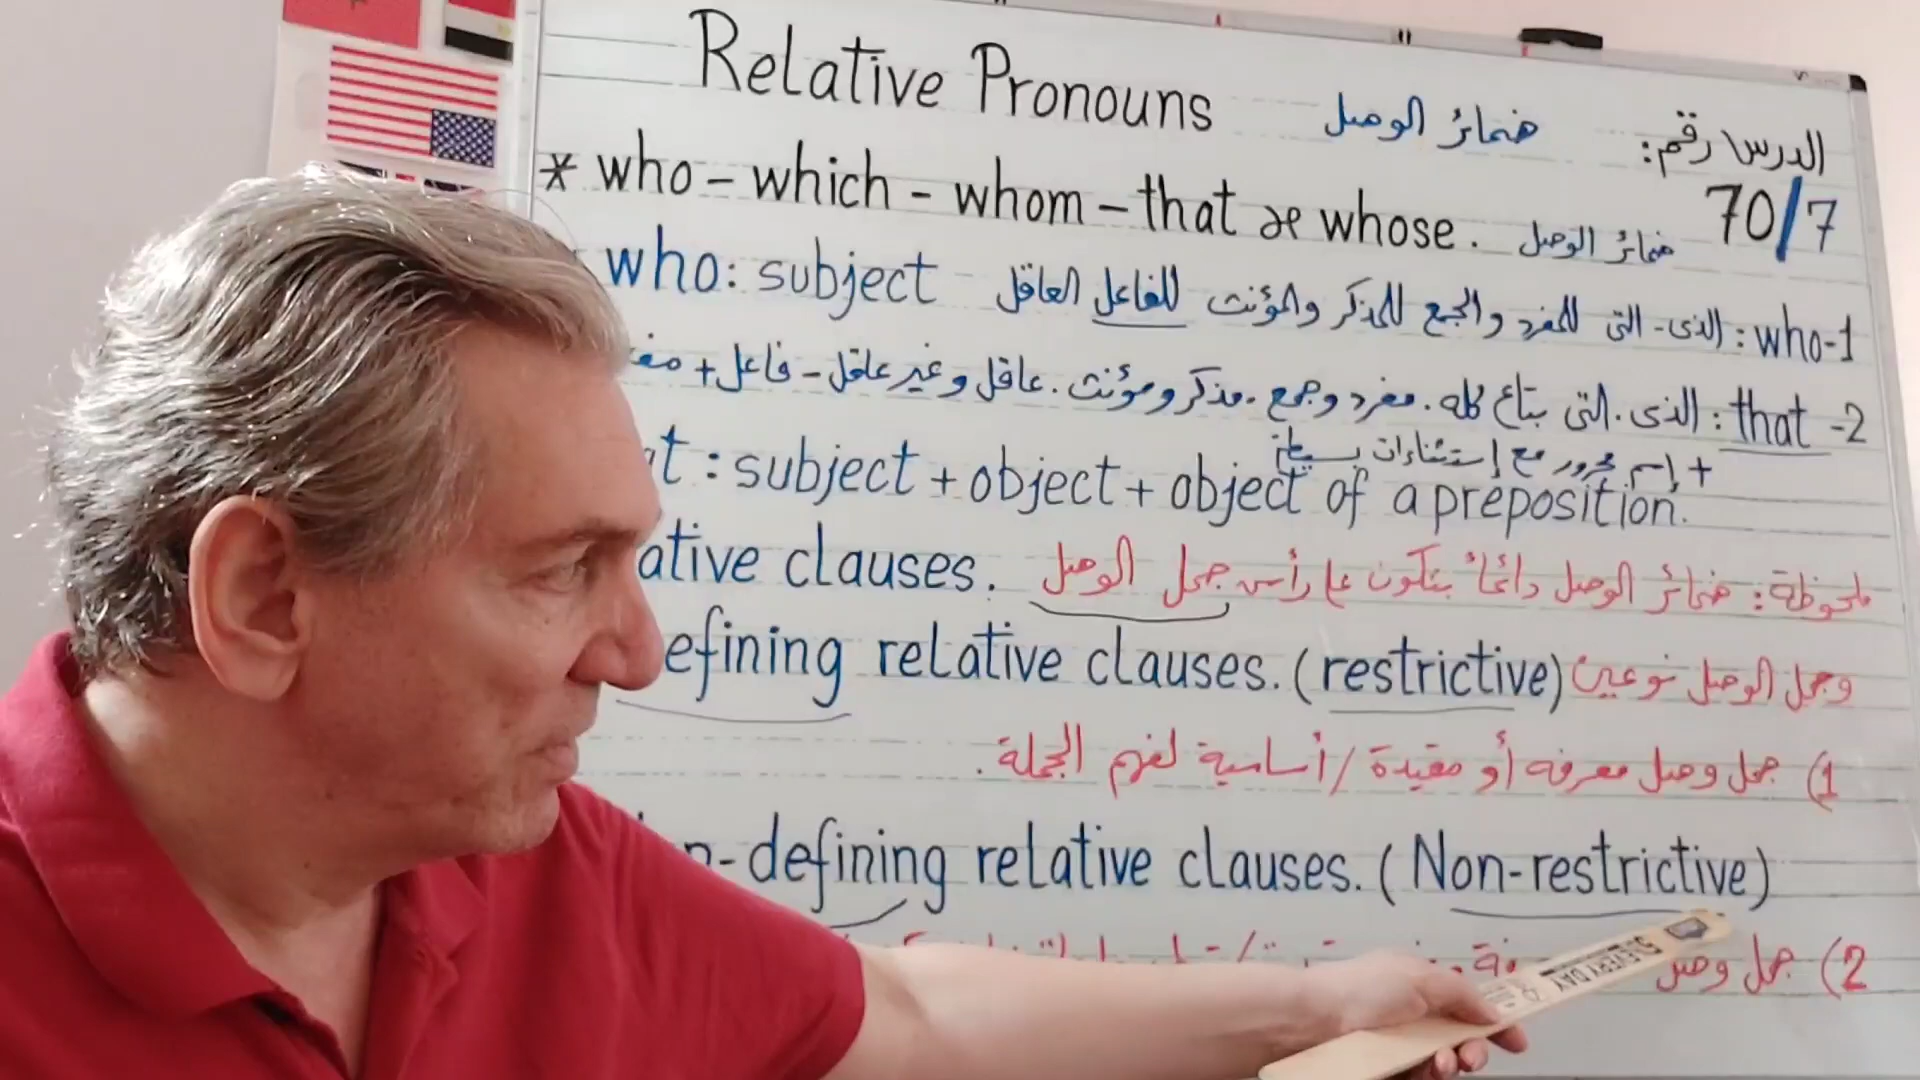 Relative Pronouns ضمائر الوصل الدرس رقم:
* who – which – whom – that & whose. ضمائر الوصل 70/7
who: subject
who-1: الذى - التى للمفرد والجمع للمذكر والمؤنث للفاعل العاقل
that -2: الذى. التى بتاع كله. مفرد وجمع. مذكر ومؤنث. عاقل وغير عاقل - فاعل +
+ إسم مجرور مع إستثناءات بسيطة
: subject + object + object of a preposition.
ative clauses. ملحوظة: ضمائر الوصل دائماً بتكون على رأس جمل الوصل
efining relative clauses. (restrictive) وجمل الوصل نوعين
1) جمل وصل معرفه أو مقيدة / أساسية لفهم الجملة.
n-defining relative clauses. (Non-restrictive)
2) جمل وصل
EVERY DAY